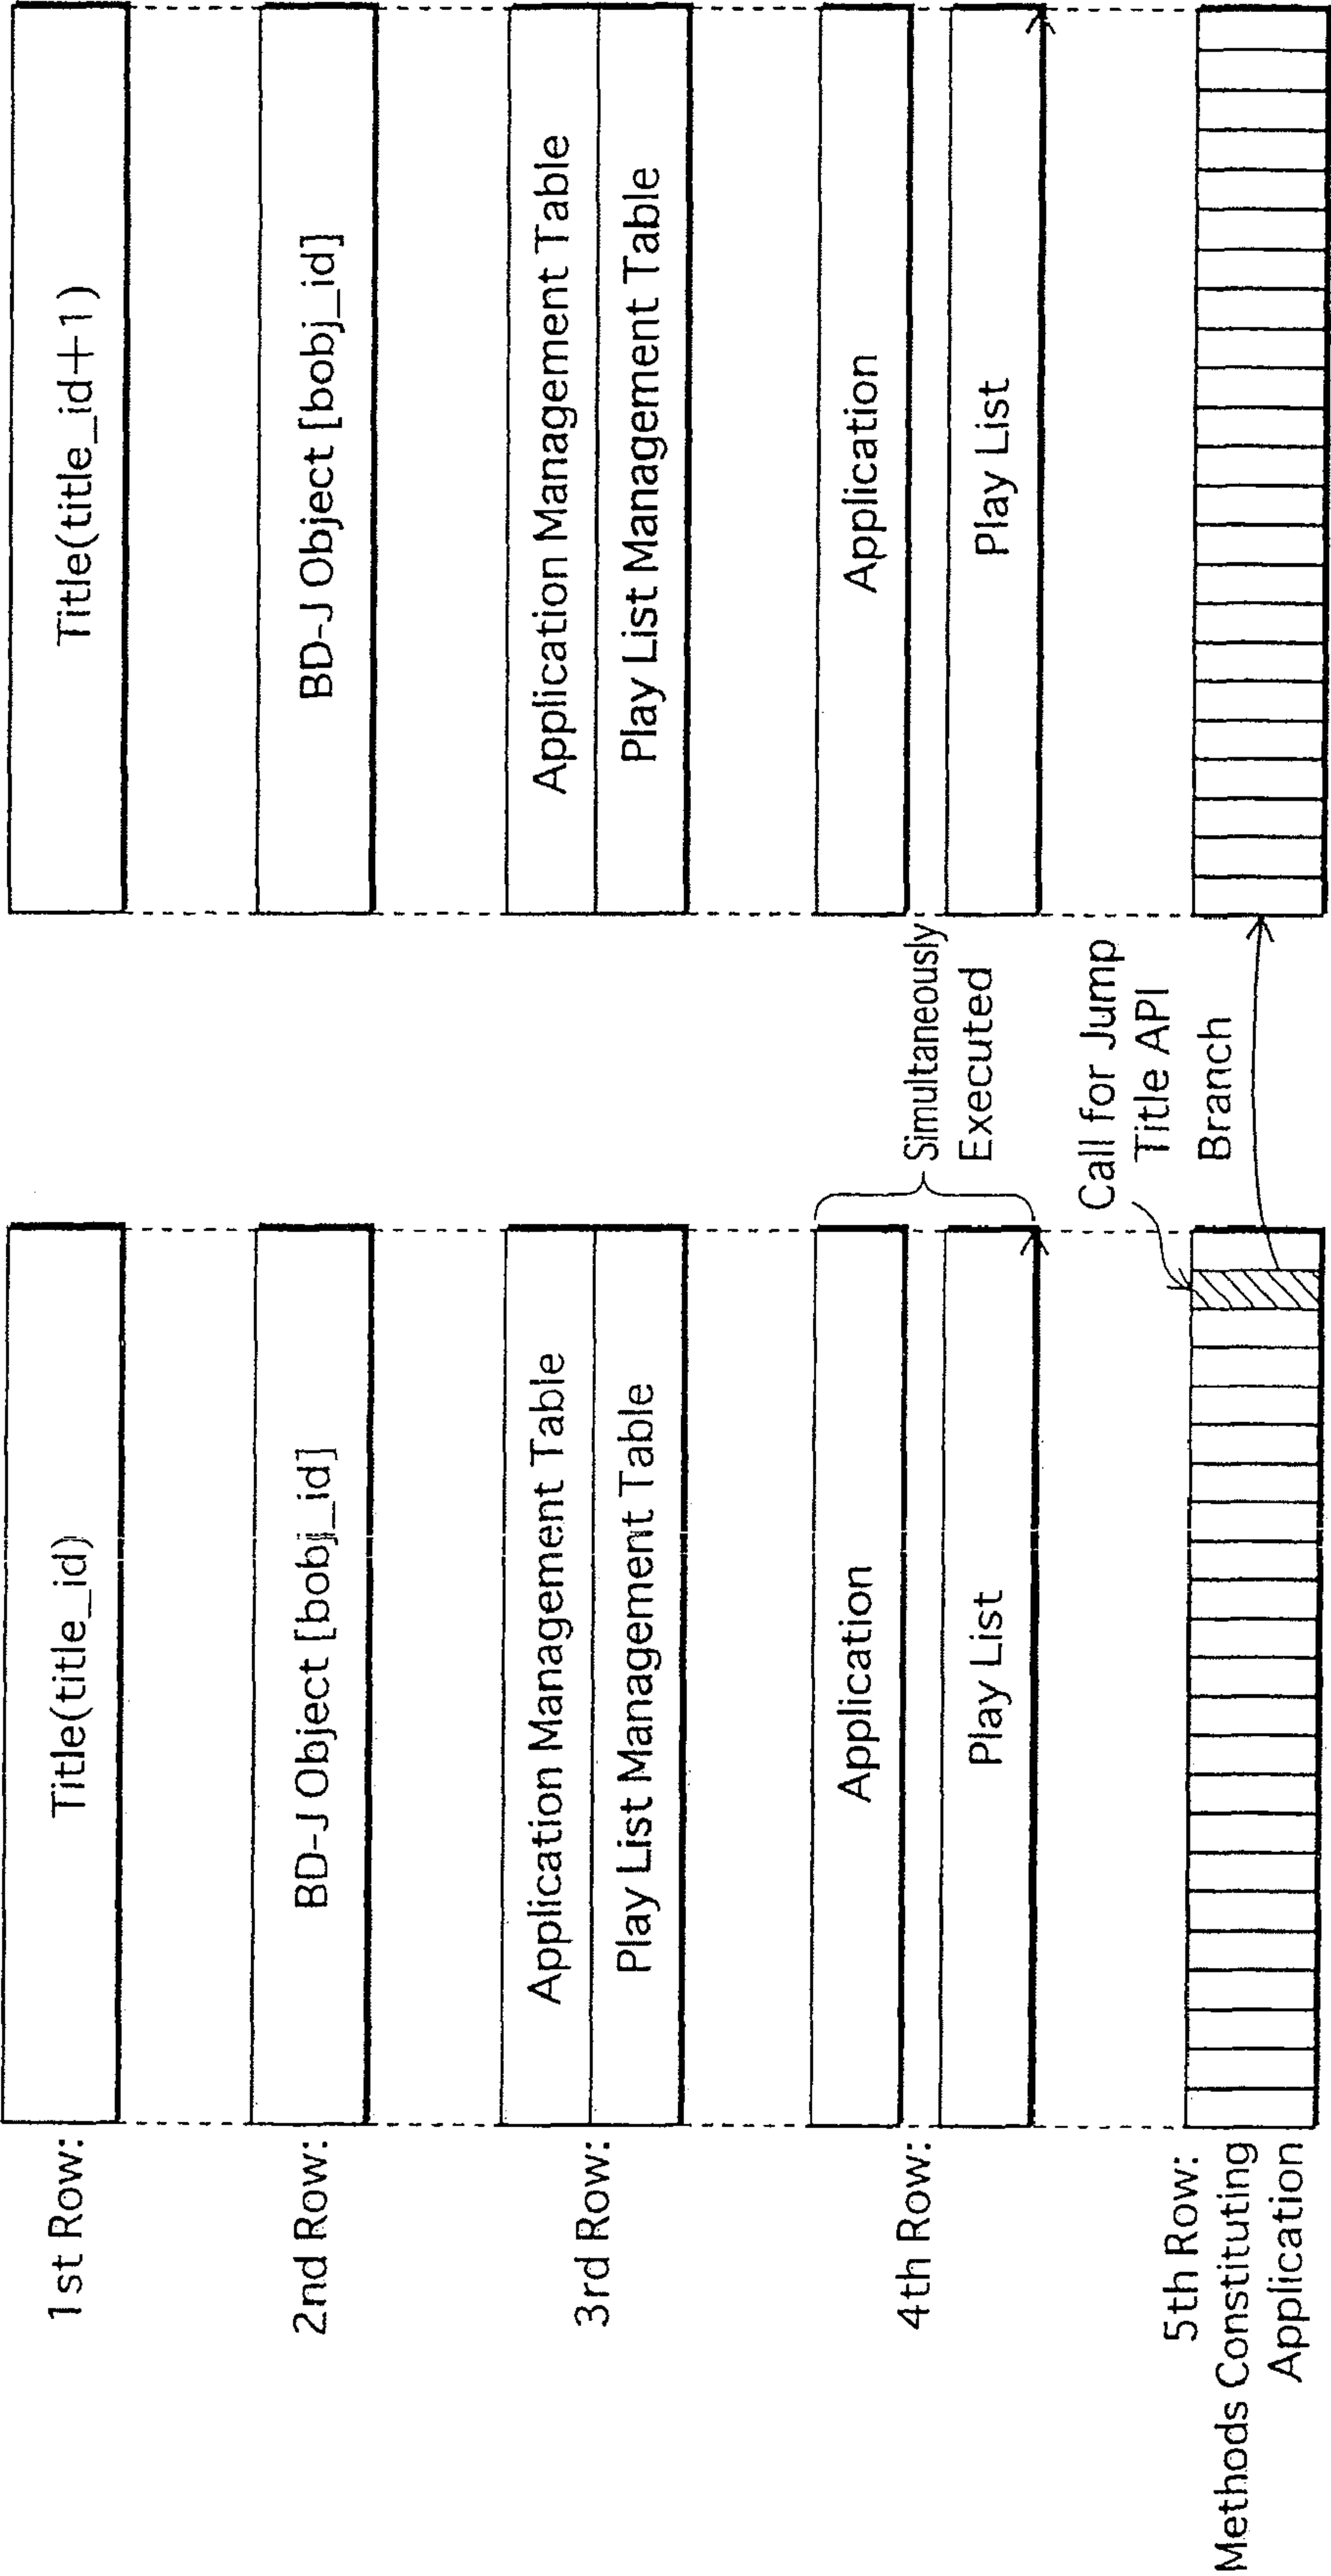 1st Row:
Title(title_id)
Title(title_id+1)
2nd Row:
BD-J Object [bobj_id]
BD-J Object [bobj_id]
3rd Row:
Application Management Table
Play List Management Table
Application Management Table
Play List Management Table
4th Row:
Application
Play List
Simultaneously
Executed
Application
Play List
5th Row:
Methods Constituting
Application
Call for Jump
Title API
Branch